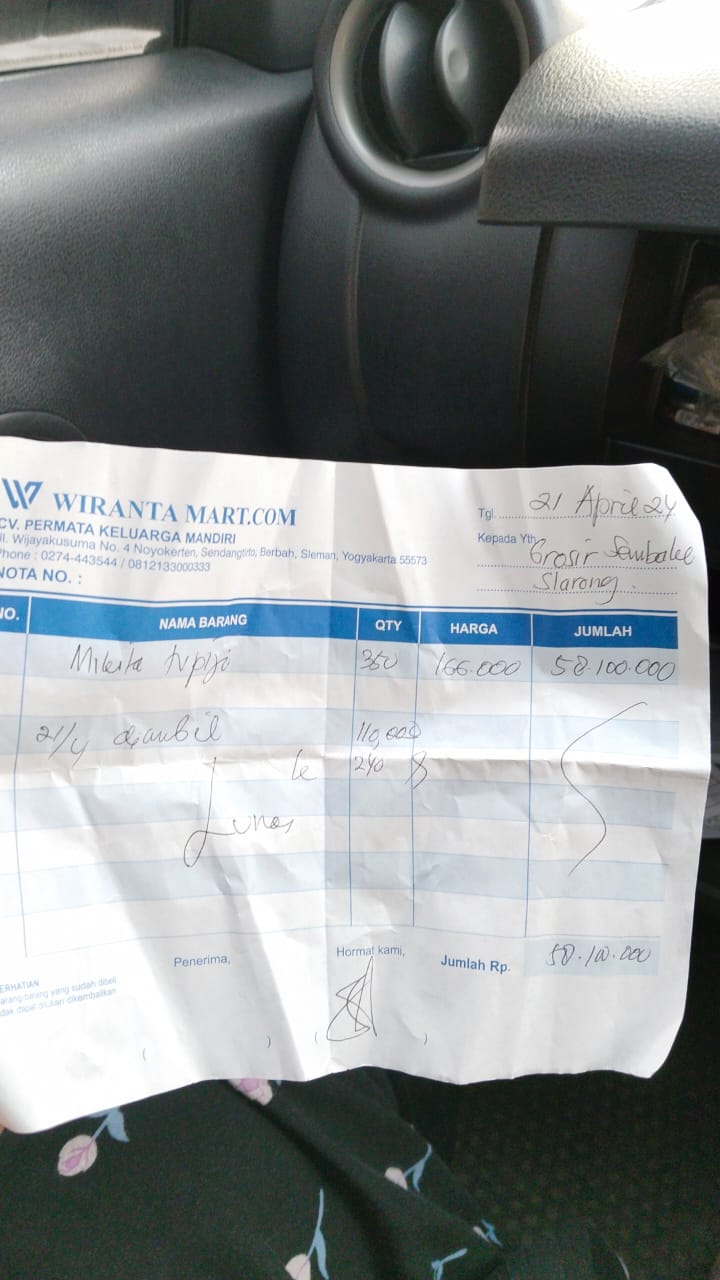 W WIRANTA MART.COM
CV. PERMATA KELUARGA MANDIRI
Jl. Wijayakusuma No. 4 Noyokerten, Sendangtirto, Berbah, Sleman, Yogyakarta 55573
Phone : 0274-443544 / 0812133000333
NOTA NO. :
Tgl. 21 April 24
Kepada Yth. Grosir Sembako
Slarong.
NO. NAMA BARANG QTY HARGA JUMLAH
350 166.000 58.100.000
21/4 diambil 110,000
240
Lunas
Penerima, Hormat kami, Jumlah Rp. 58.100.000
PERHATIAN
Barang-barang yang sudah dibeli
tidak dapat ditukar/dikembalikan
( ) ( )